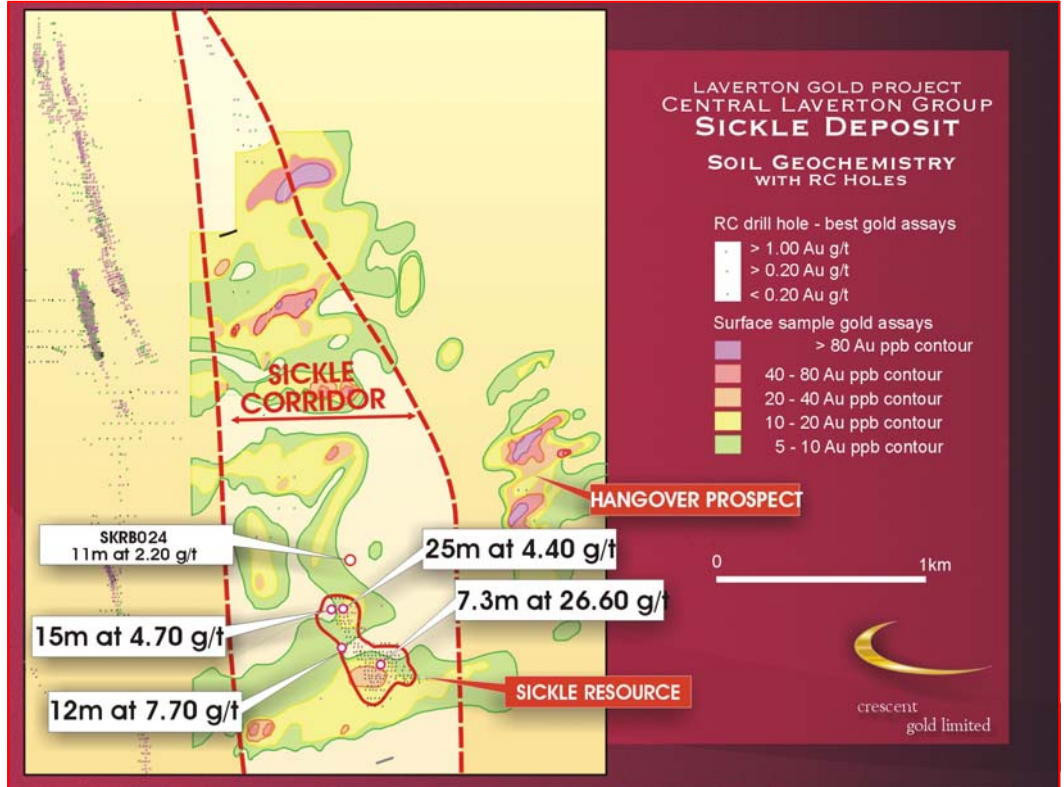 LAVERTON GOLD PROJECT
CENTRAL LAVERTON GROUP
SICKLE DEPOSIT
SOIL GEOCHEMISTRY
WITH RC HOLES
RC drill hole - best gold assays
> 1.00 Au g/t
> 0.20 Au g/t
< 0.20 Au g/t
Surface sample gold assays
> 80 Au ppb contour
40 - 80 Au ppb contour
20 - 40 Au ppb contour
10 - 20 Au ppb contour
5 - 10 Au ppb contour
SICKLE
CORRIDOR
HANGOVER PROSPECT
SKRB024
11m at 2.20 g/t
25m at 4.40 g/t
7.3m at 26.60 g/t
15m at 4.70 g/t
12m at 7.70 g/t
SICKLE RESOURCE
0 1km
crescent
gold limited